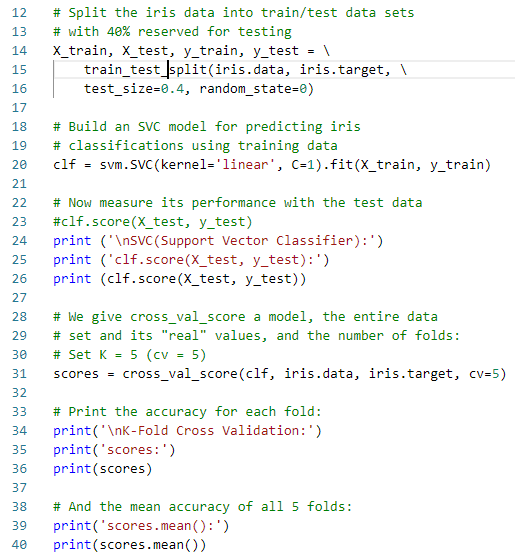 12 # Split the iris data into train/test data sets
13 # with 40% reserved for testing
14 X_train, X_test, y_train, y_test = \
15     train_test_split(iris.data, iris.target, \
16     test_size=0.4, random_state=0)
17
18 # Build an SVC model for predicting iris
19 # classifications using training data
20 clf = svm.SVC(kernel='linear', C=1).fit(X_train, y_train)
21
22 # Now measure its performance with the test data
23 #clf.score(X_test, y_test)
24 print ('\nSVC(Support Vector Classifier):')
25 print ('clf.score(X_test, y_test):')
26 print (clf.score(X_test, y_test))
27
28 # We give cross_val_score a model, the entire data
29 # set and its "real" values, and the number of folds:
30 # Set K = 5 (cv = 5)
31 scores = cross_val_score(clf, iris.data, iris.target, cv=5)
32
33 # Print the accuracy for each fold:
34 print('\nK-Fold Cross Validation:')
35 print('scores:')
36 print(scores)
37
38 # And the mean accuracy of all 5 folds:
39 print('scores.mean():')
40 print(scores.mean())